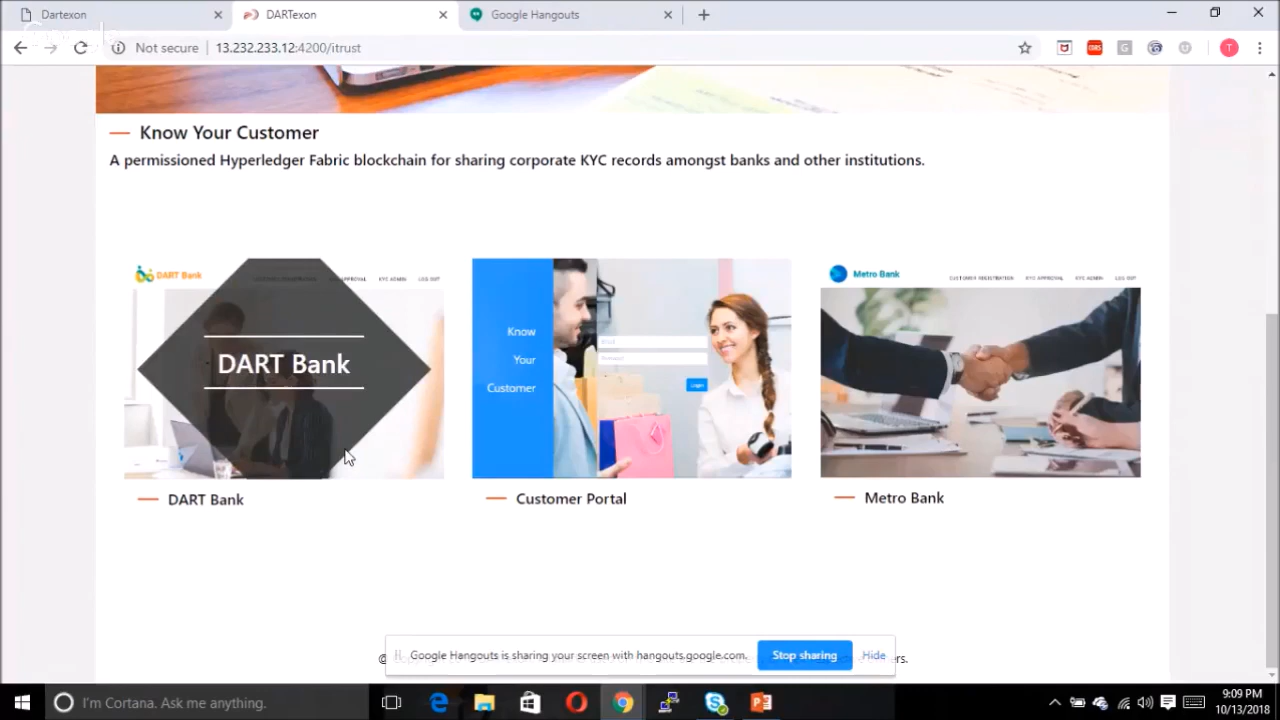 Dartexon
DARTexon
Google Hangouts
Not secure
13.232.233.12:4200/itrust
T
Know Your Customer
A permissioned Hyperledger Fabric blockchain for sharing corporate KYC records amongst banks and other institutions.
DART Bank
KYC ADMIN
LOG OUT
DART Bank
DART Bank
Know
Your
Customer
Login
Customer Portal
Metro Bank
CUSTOMER REGISTRATION
KYC APPROVAL
KYC ADMIN
LOG OUT
Metro Bank
Google Hangouts is sharing your screen with hangouts.google.com.
Stop sharing
Hide
I'm Cortana. Ask me anything.
9:09 PM
10/13/2018